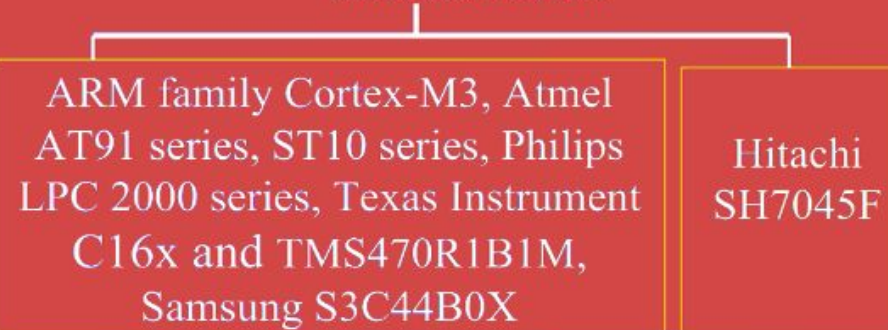 ARM family Cortex-M3, Atmel
AT91 series, ST10 series, Philips
LPC 2000 series, Texas Instrument
C16x and TMS470R1B1M,
Samsung S3C44B0X
Hitachi
SH7045F